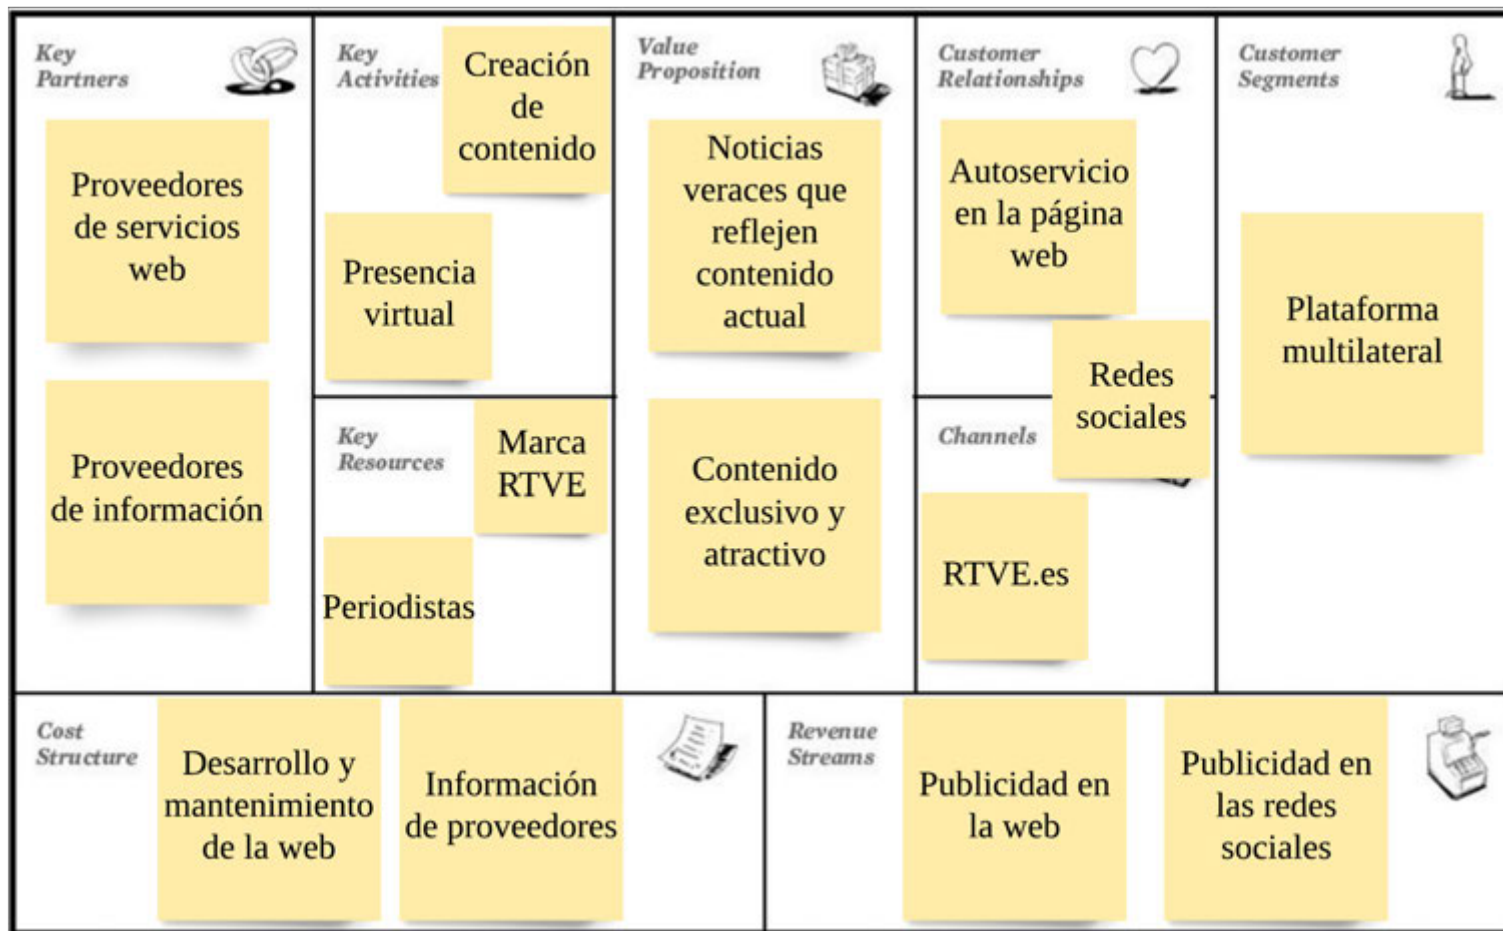 Key
Partners
Proveedores
de servicios
web
Proveedores
de información
Key
Activities
Creación
de
contenido
Presencia
virtual
Key
Resources
Marca
RTVE
Periodistas
Value
Proposition
Noticias
veraces que
reflejen
contenido
actual
Contenido
exclusivo y
atractivo
Customer
Relationships
Autoservicio
en la página
web
Redes
sociales
Channels
RTVE.es
Customer
Segments
Plataforma
multilateral
Cost
Structure
Desarrollo y
mantenimiento
de la web
Información
de proveedores
Revenue
Streams
Publicidad en
la web
Publicidad en
las redes
sociales